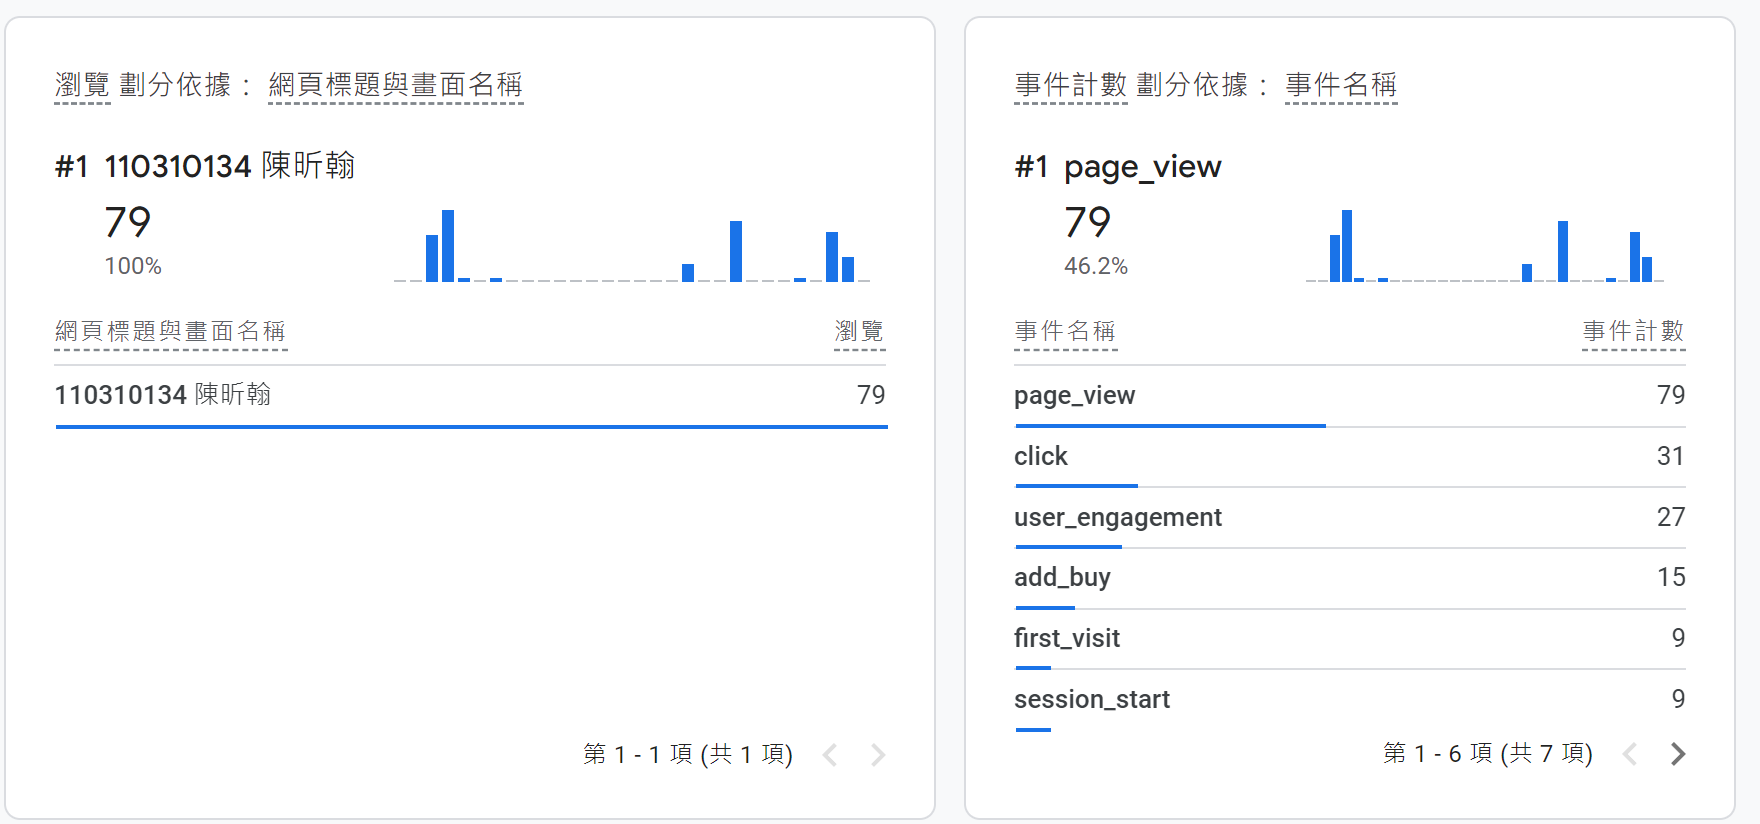 瀏覽 劃分依據： 網頁標題與畫面名稱
#1 110310134 陳昕翰
79
100%
網頁標題與畫面名稱 瀏覽
110310134 陳昕翰 79
第 1 - 1 項 (共 1 項)
事件計數 劃分依據： 事件名稱
#1 page_view
79
46.2%
事件名稱 事件計數
page_view 79
click 31
user_engagement 27
add_buy 15
first_visit 9
session_start 9
第 1 - 6 項 (共 7 項)